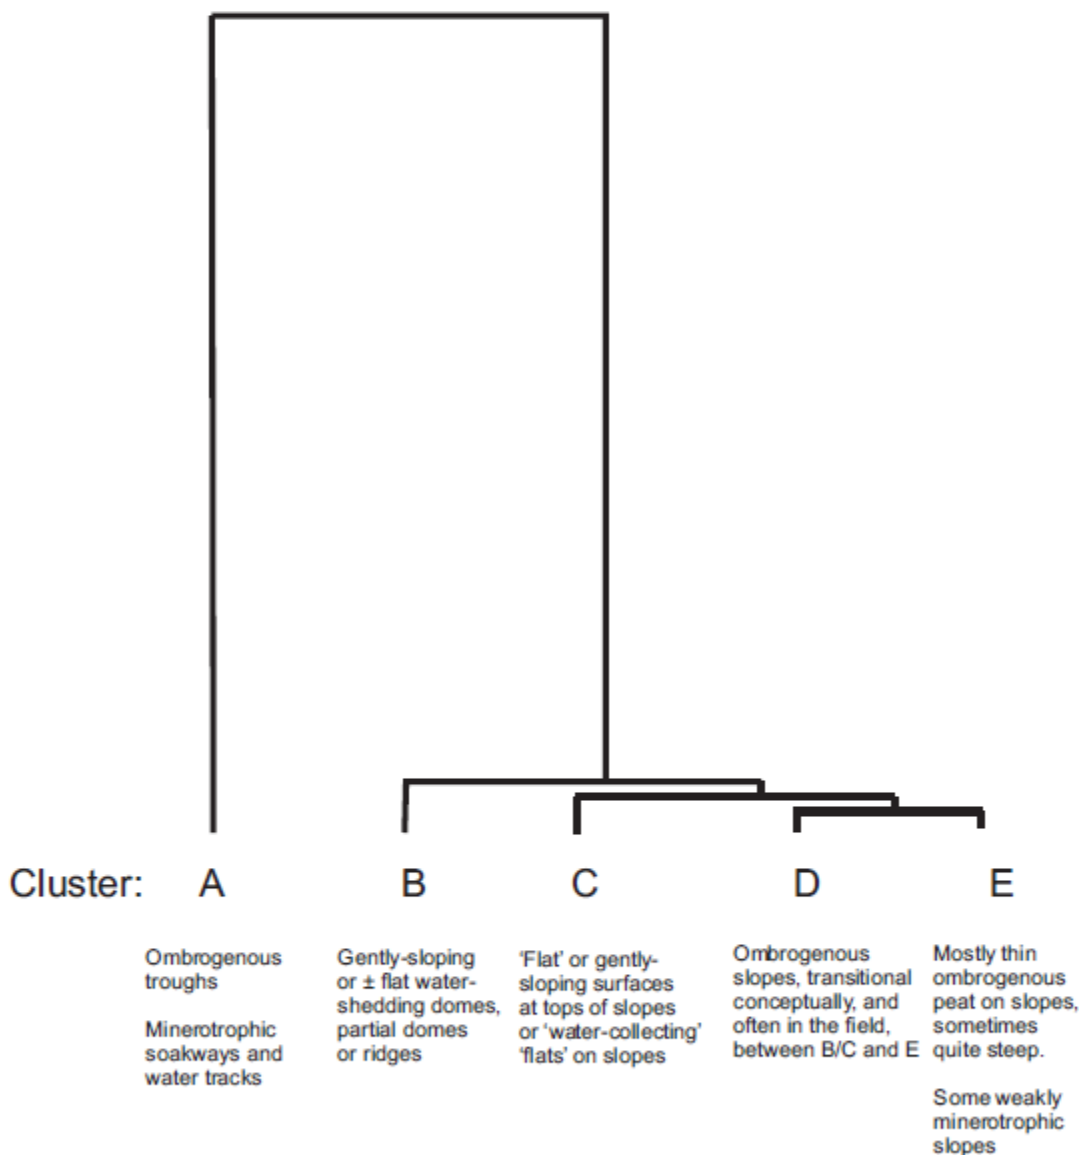 Cluster: A B C D E
Ombrogenous
troughs
Minerotrophic
soakways and
water tracks
Gently-sloping
or ± flat water-
shedding domes,
partial domes
or ridges
‘Flat’ or gently-
sloping surfaces
at tops of slopes
or ‘water-collecting’
‘flats’ on slopes
Ombrogenous
slopes, transitional
conceptually, and
often in the field,
between B/C and E
Mostly thin
ombrogenous
peat on slopes,
sometimes
quite steep.
Some weakly
minerotrophic
slopes